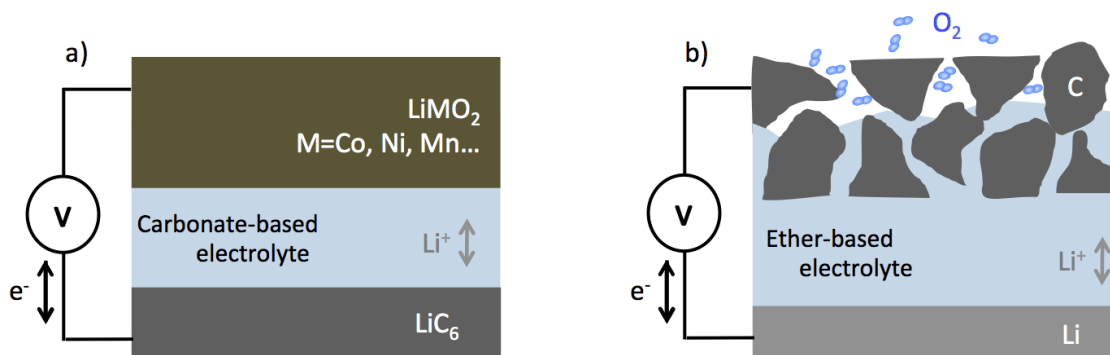 a)
LiMO₂
M=Co, Ni, Mn...
V
Carbonate-based
electrolyte
Li⁺
e⁻
LiC₆
b)
O₂
C
V
Ether-based
electrolyte
Li⁺
e⁻
Li